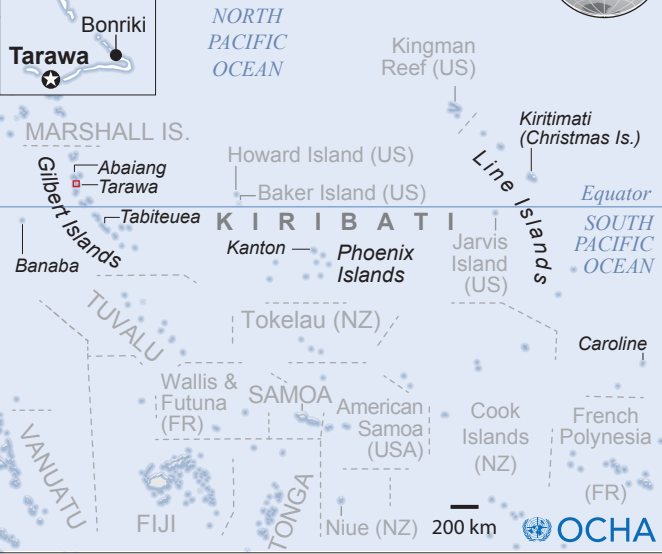 Bonriki
Tarawa
NORTH
PACIFIC
OCEAN
Kingman
Reef (US)
Kiritimati
(Christmas Is.)
MARSHALL IS.
Howard Island (US)
Abaiang
Tarawa
Baker Island (US)
Gilbert Islands
Line Islands
Equator
Tabiteuea
KIRIBATI
SOUTH
PACIFIC
OCEAN
Banaba
Kanton
Phoenix
Islands
Jarvis
Island
(US)
TUVALU
Tokelau (NZ)
Caroline
Wallis &
Futuna
(FR)
SAMOA
American
Samoa
(USA)
Cook
Islands
(NZ)
French
Polynesia
(FR)
VANUATU
FIJI
TONGA
Niue (NZ)
200 km
OCHA